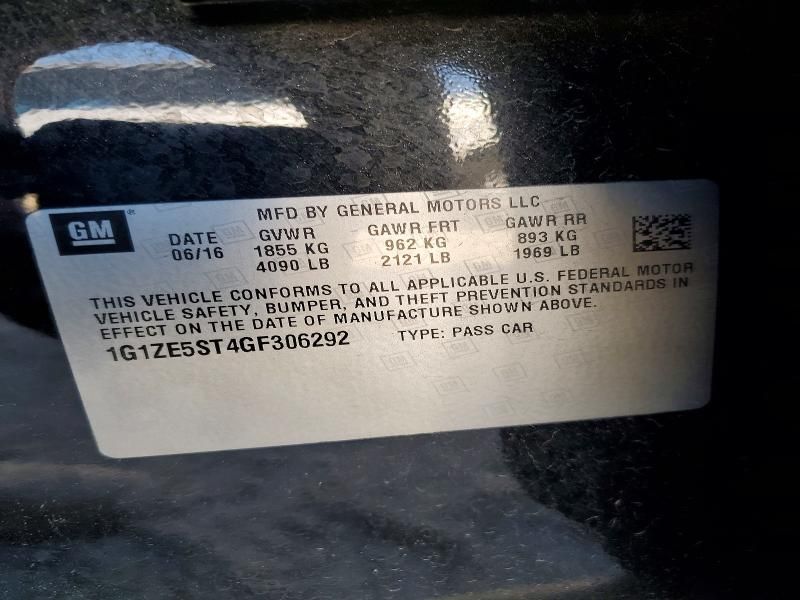 GM
MFD BY GENERAL MOTORS LLC
DATE GVWR GAWR FRT GAWR RR
06/16 1855 KG 962 KG 893 KG
4090 LB 2121 LB 1969 LB
THIS VEHICLE CONFORMS TO ALL APPLICABLE U.S. FEDERAL MOTOR
VEHICLE SAFETY, BUMPER, AND THEFT PREVENTION STANDARDS IN
EFFECT ON THE DATE OF MANUFACTURE SHOWN ABOVE.
1G1ZE5ST4GF306292 TYPE: PASS CAR